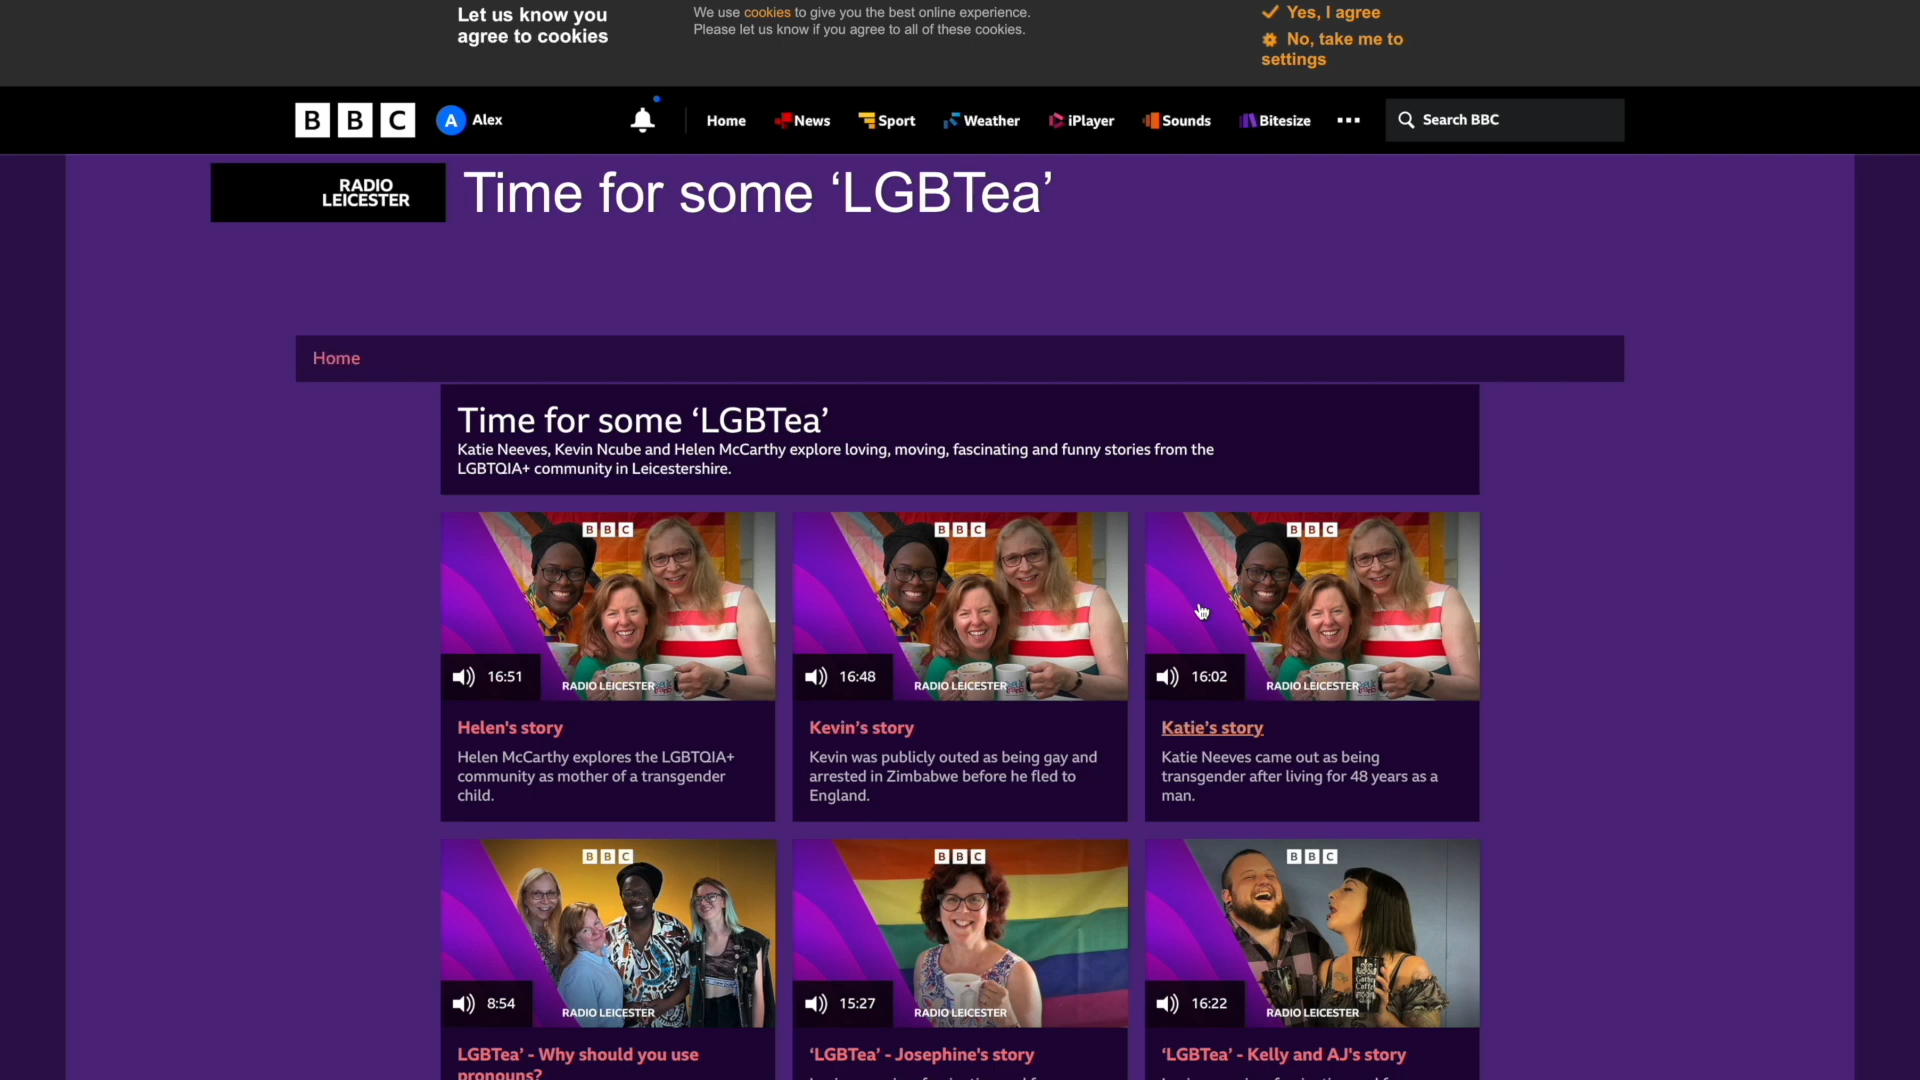 Let us know you
agree to cookies
We use cookies to give you the best online experience.
Please let us know if you agree to all of these cookies.
Yes, I agree
No, take me to
settings
BBC
A Alex
Home
News
Sport
Weather
iPlayer
Sounds
Bitesize
Search BBC
RADIO
LEICESTER
Time for some ‘LGBTea’
Home
Time for some ‘LGBTea’
Katie Neeves, Kevin Ncube and Helen McCarthy explore loving, moving, fascinating and funny stories from the
LGBTQIA+ community in Leicestershire.
BBC
16:51
RADIO LEICESTER
Helen's story
Helen McCarthy explores the LGBTQIA+
community as mother of a transgender
child.
BBC
16:48
RADIO LEICESTER
Kevin’s story
Kevin was publicly outed as being gay and
arrested in Zimbabwe before he fled to
England.
BBC
16:02
RADIO LEICESTER
Katie’s story
Katie Neeves came out as being
transgender after living for 48 years as a
man.
BBC
8:54
RADIO LEICESTER
LGBTea’ - Why should you use
pronouns?
BBC
15:27
RADIO LEICESTER
‘LGBTea’ - Josephine's story
BBC
16:22
RADIO LEICESTER
‘LGBTea’ - Kelly and AJ's story